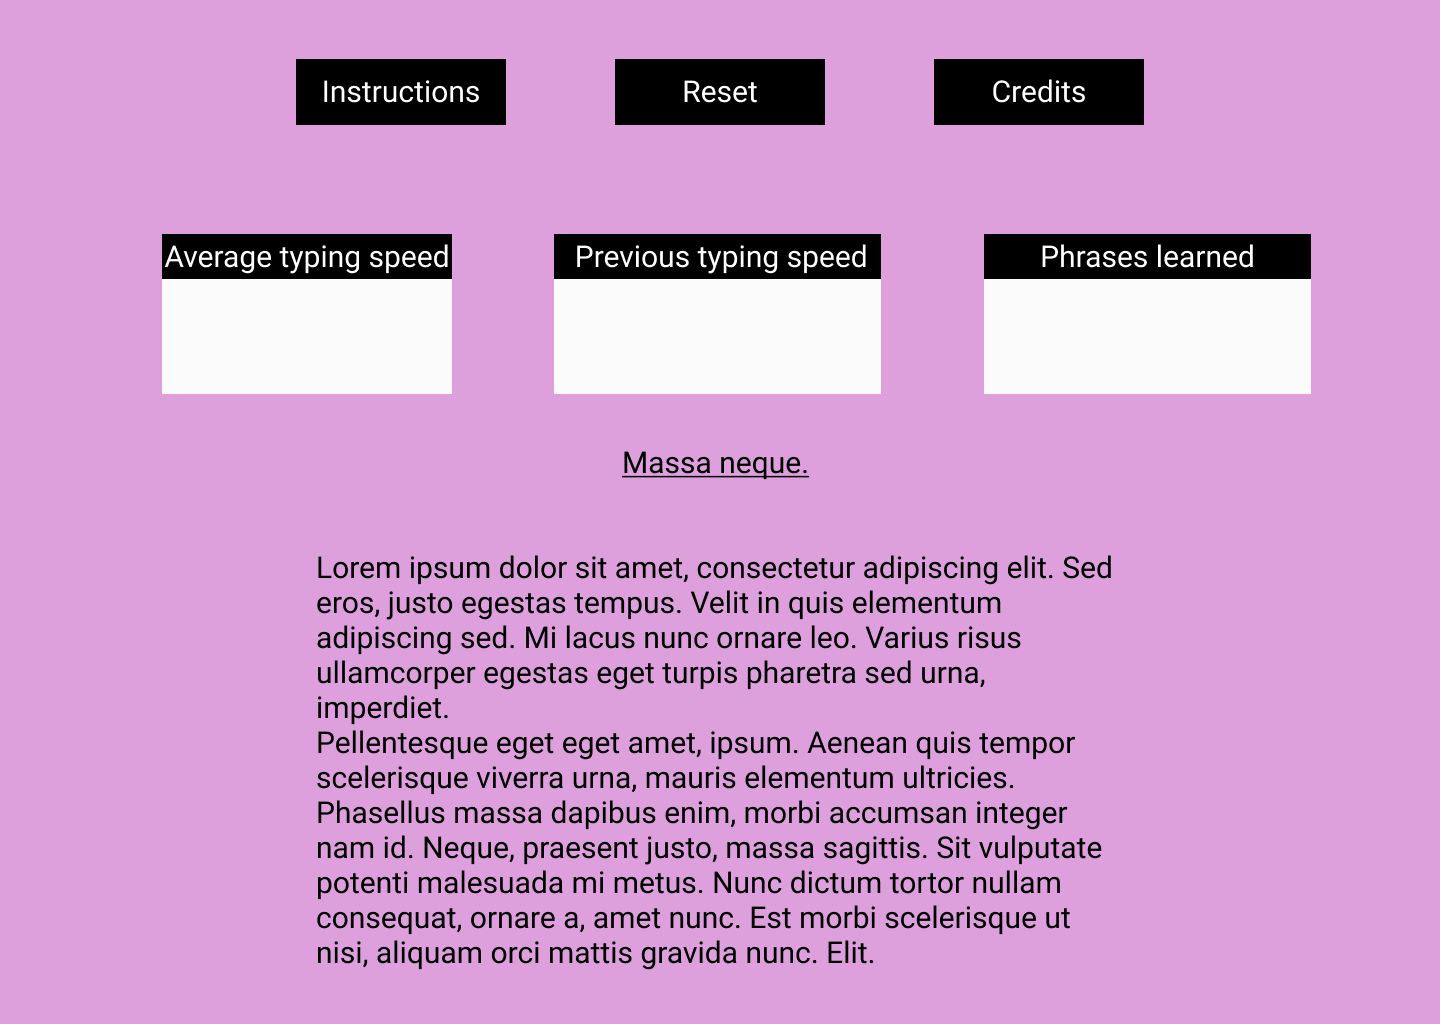 Instructions
Reset
Credits
Average typing speed
Previous typing speed
Phrases learned
Massa neque.
Lorem ipsum dolor sit amet, consectetur adipiscing elit. Sed
eros, justo egestas tempus. Velit in quis elementum
adipiscing sed. Mi lacus nunc ornare leo. Varius risus
ullamcorper egestas eget turpis pharetra sed urna,
imperdiet.
Pellentesque eget eget amet, ipsum. Aenean quis tempor
scelerisque viverra urna, mauris elementum ultricies.
Phasellus massa dapibus enim, morbi accumsan integer
nam id. Neque, praesent justo, massa sagittis. Sit vulputate
potenti malesuada mi metus. Nunc dictum tortor nullam
consequat, ornare a, amet nunc. Est morbi scelerisque ut
nisi, aliquam orci mattis gravida nunc. Elit.